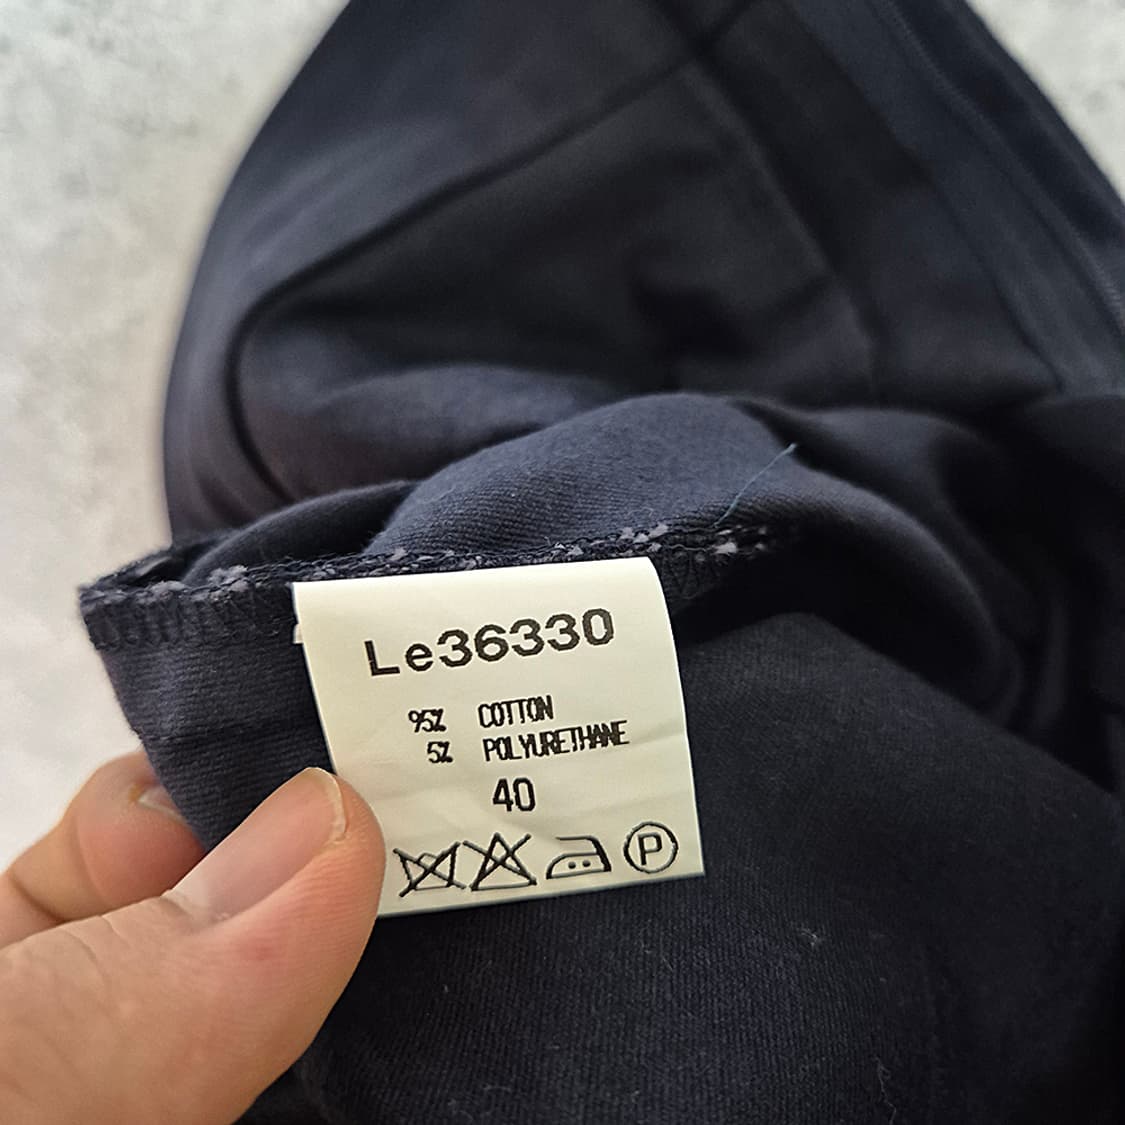 Le36330
95% COTTON
5% POLYURETHANE
40
P